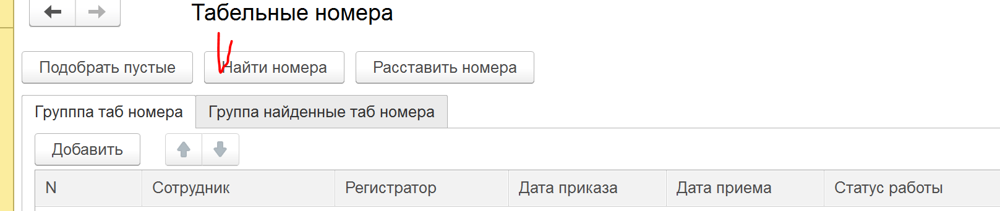 Табельные номера
Подобрать пустые Найти номера Расставить номера
Групппа таб номера Группа найденные таб номера
Добавить
N Сотрудник Регистратор Дата приказа Дата приема Статус работы